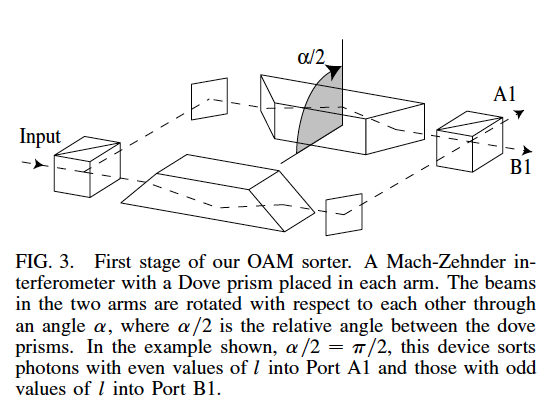 α/2
A1
Input
B1
FIG. 3. First stage of our OAM sorter. A Mach-Zehnder in-
terferometer with a Dove prism placed in each arm. The beams
in the two arms are rotated with respect to each other through
an angle α, where α/2 is the relative angle between the dove
prisms. In the example shown, α/2 = π/2, this device sorts
photons with even values of l into Port A1 and those with odd
values of l into Port B1.